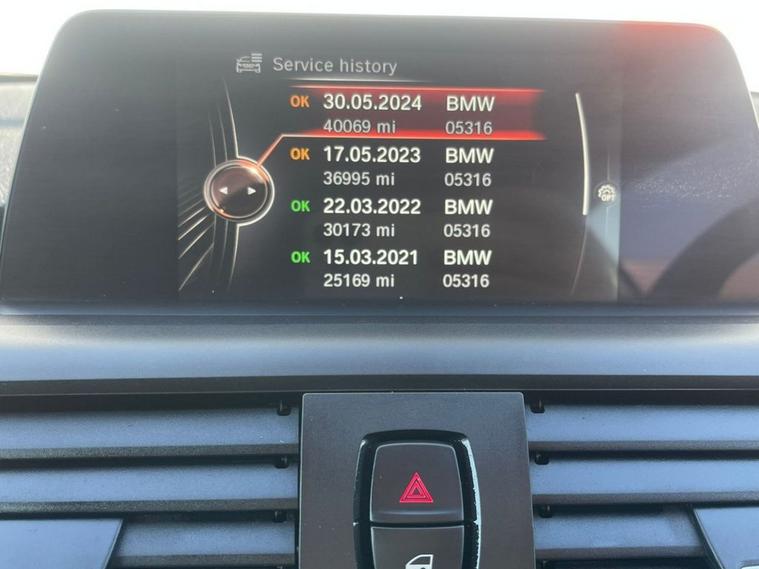 Service history
OK 30.05.2024 BMW
40069 mi 05316
OK 17.05.2023 BMW
36995 mi 05316
OK 22.03.2022 BMW
30173 mi 05316
OK 15.03.2021 BMW
25169 mi 05316
OPT